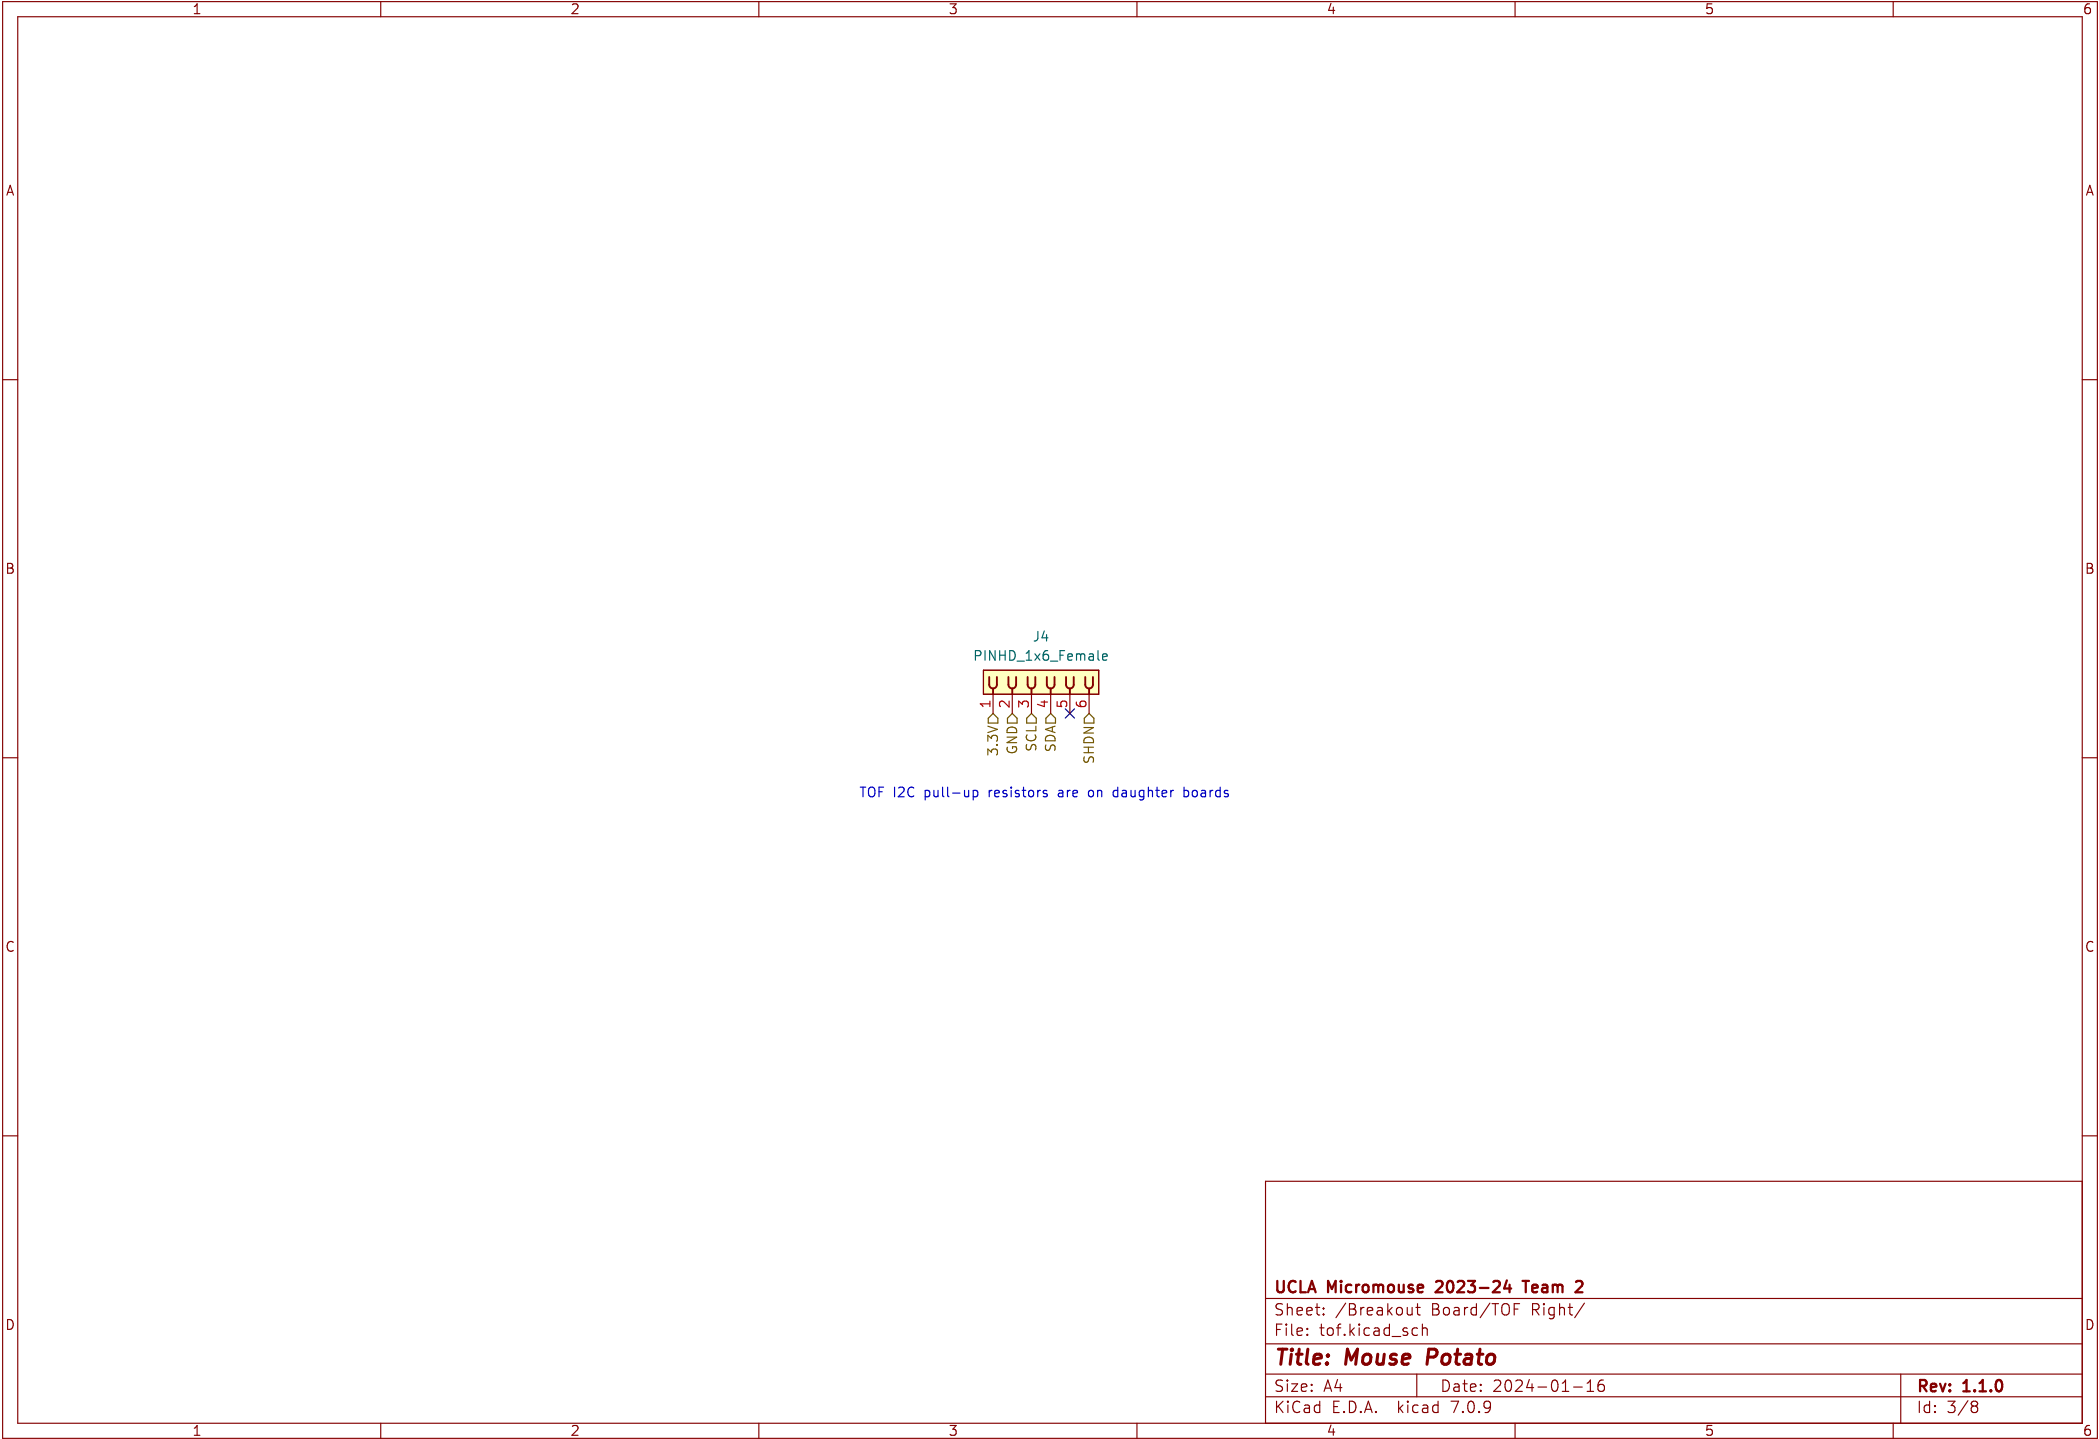 1 2 3 4 5 6
A A
B B
J4
PINHD_1x6_Female
1 2 3 4 5 6
3.3V GND SCL SDA SHDN
TOF I2C pull-up resistors are on daughter boards
C C
UCLA Micromouse 2023-24 Team 2
Sheet: /Breakout Board/TOF Right/
D D
File: tof.kicad_sch
Title: Mouse Potato
Size: A4 Date: 2024-01-16 Rev: 1.1.0
KiCad E.D.A. kicad 7.0.9 Id: 3/8
1 2 3 4 5 6